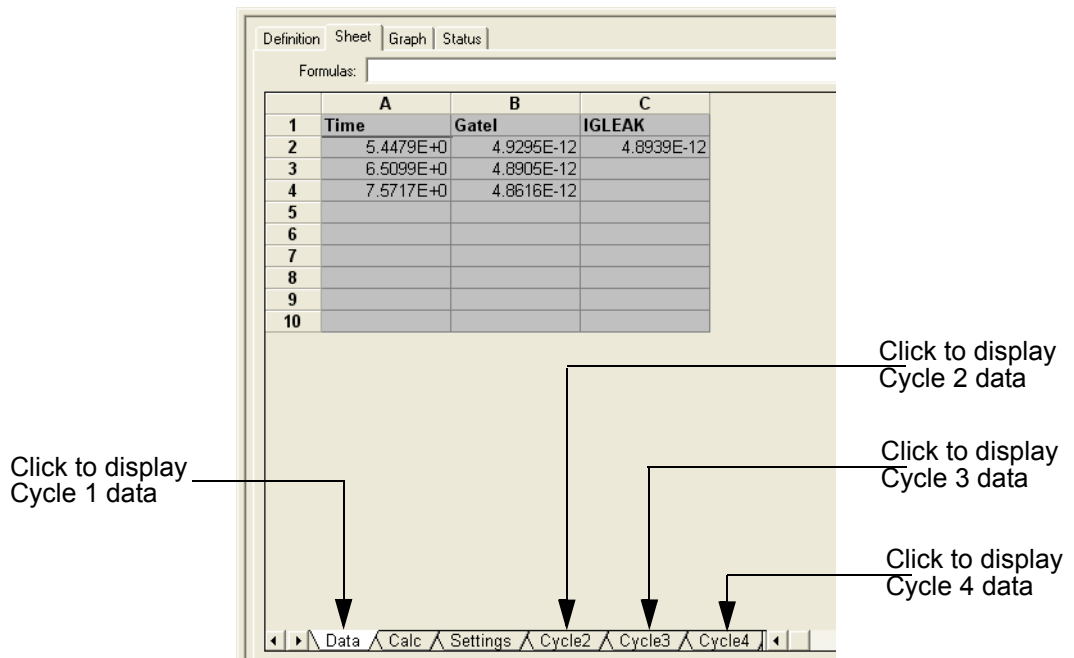 Definition Sheet Graph Status
Formulas:
A B C
1 Time GateI IGLEAK
2 5.4479E+0 4.9295E-12 4.8939E-12
3 6.5099E+0 4.8905E-12
4 7.5717E+0 4.8616E-12
5
6
7
8
9
10
Click to display
Cycle 2 data
Click to display
Cycle 1 data
Click to display
Cycle 3 data
Click to display
Cycle 4 data
Data Calc Settings Cycle2 Cycle3 Cycle4